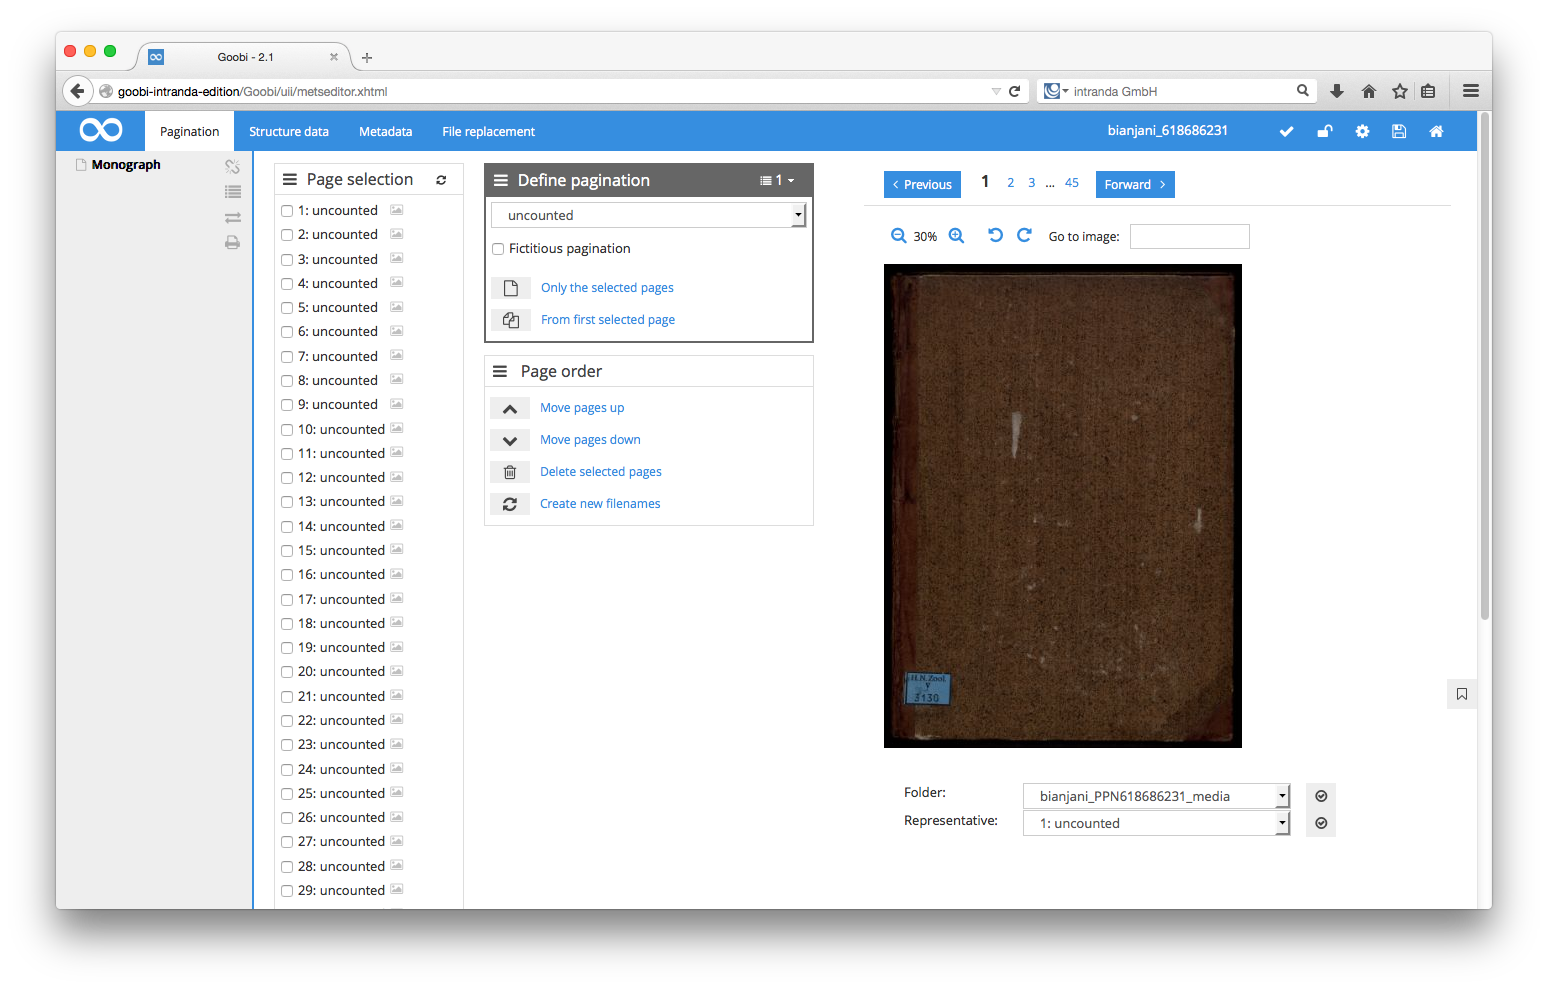 Goobi - 2.1
goobi-intranda-edition/Goobi/uii/metseditor.xhtml
intranda GmbH
Pagination
Structure data
Metadata
File replacement
bianjani_618686231
Monograph
Page selection
1: uncounted
2: uncounted
3: uncounted
4: uncounted
5: uncounted
6: uncounted
7: uncounted
8: uncounted
9: uncounted
10: uncounted
11: uncounted
12: uncounted
13: uncounted
14: uncounted
15: uncounted
16: uncounted
17: uncounted
18: uncounted
19: uncounted
20: uncounted
21: uncounted
22: uncounted
23: uncounted
24: uncounted
25: uncounted
26: uncounted
27: uncounted
28: uncounted
29: uncounted
Define pagination
1
uncounted
Fictitious pagination
Only the selected pages
From first selected page
Page order
Move pages up
Move pages down
Delete selected pages
Create new filenames
Previous 1 2 3 ... 45 Forward
30%
Go to image:
H.N.Zool.
Y
3130
Folder:
bianjani_PPN618686231_media
Representative:
1: uncounted